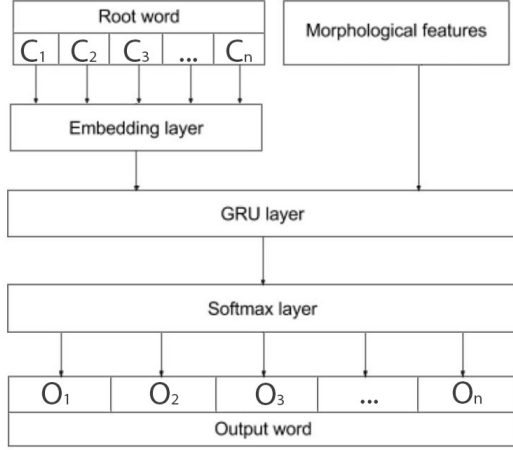 Root word
Morphological features
C1 C2 C3 ... Cn
Embedding layer
GRU layer
Softmax layer
O1 O2 O3 ... On
Output word